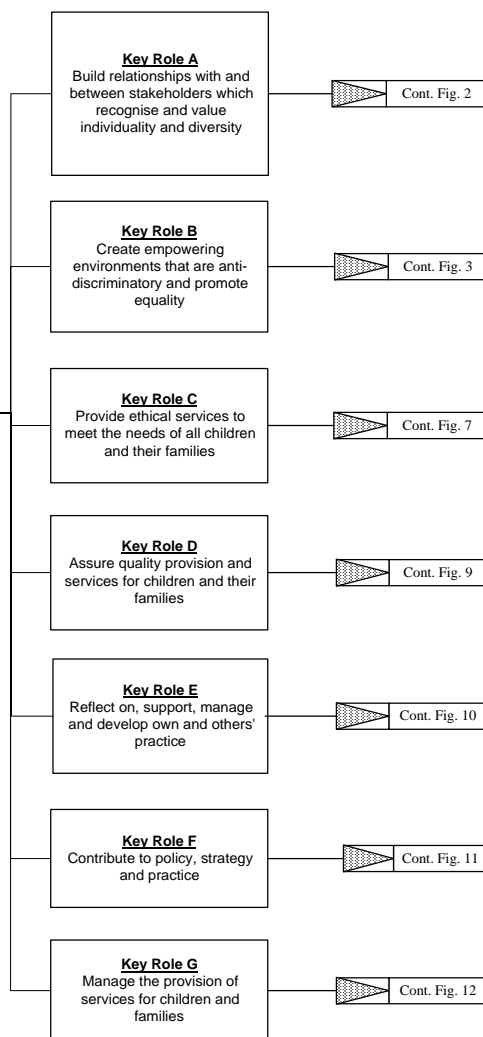 Key Role A
Build relationships with and
between stakeholders which
recognise and value
individuality and diversity
Cont. Fig. 2
Key Role B
Create empowering
environments that are anti-
discriminatory and promote
equality
Cont. Fig. 3
Key Role C
Provide ethical services to
meet the needs of all children
and their families
Cont. Fig. 7
Key Role D
Assure quality provision and
services for children and their
families
Cont. Fig. 9
Key Role E
Reflect on, support, manage
and develop own and others'
practice
Cont. Fig. 10
Key Role F
Contribute to policy, strategy
and practice
Cont. Fig. 11
Key Role G
Manage the provision of
services for children and
families
Cont. Fig. 12